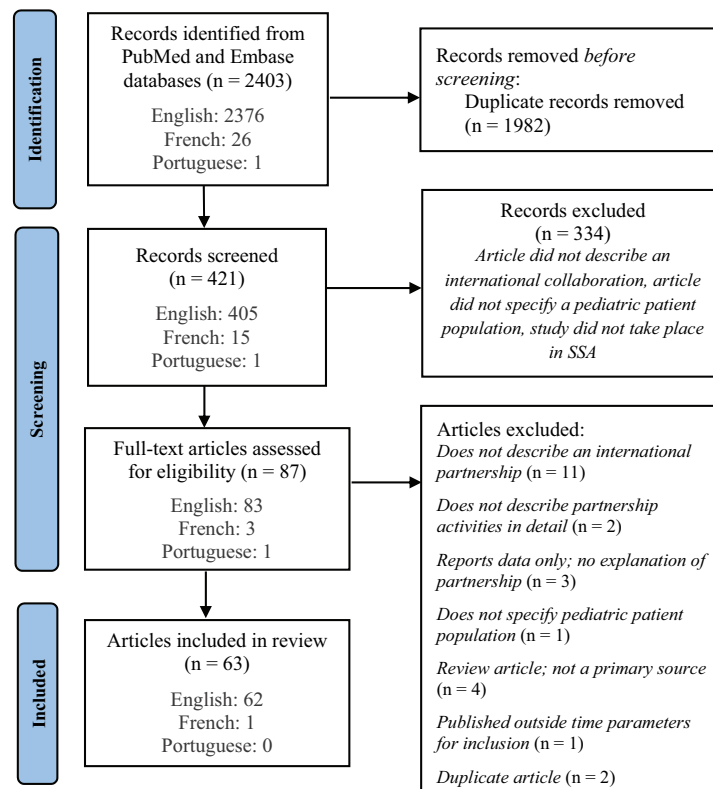 Identification
Records identified from
PubMed and Embase
databases (n = 2403)
English: 2376
French: 26
Portuguese: 1
Records removed before
screening:
Duplicate records removed
(n = 1982)
Screening
Records screened
(n = 421)
English: 405
French: 15
Portuguese: 1
Records excluded
(n = 334)
Article did not describe an
international collaboration, article
did not specify a pediatric patient
population, study did not take place
in SSA
Full-text articles assessed
for eligibility (n = 87)
English: 83
French: 3
Portuguese: 1
Articles excluded:
Does not describe an international
partnership (n = 11)
Does not describe partnership
activities in detail (n = 2)
Reports data only; no explanation of
partnership (n = 3)
Does not specify pediatric patient
population (n = 1)
Review article; not a primary source
(n = 4)
Published outside time parameters
for inclusion (n = 1)
Duplicate article (n = 2)
Included
Articles included in review
(n = 63)
English: 62
French: 1
Portuguese: 0